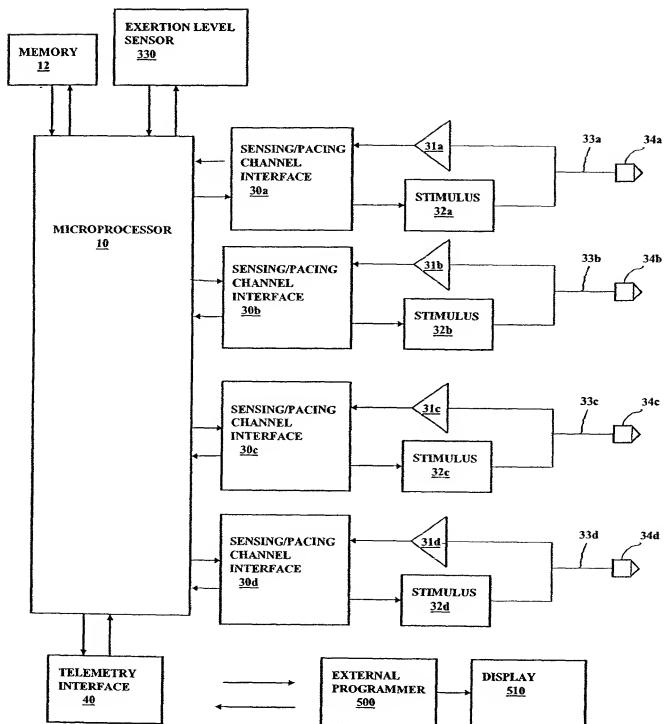 EXERTION LEVEL
SENSOR
330
MEMORY
12
MICROPROCESSOR
10
SENSING/PACING
CHANNEL
INTERFACE
30a
31a
STIMULUS
32a
33a
34a
SENSING/PACING
CHANNEL
INTERFACE
30b
31b
STIMULUS
32b
33b
34b
SENSING/PACING
CHANNEL
INTERFACE
30c
31c
STIMULUS
32c
33c
34c
SENSING/PACING
CHANNEL
INTERFACE
30d
31d
STIMULUS
32d
33d
34d
TELEMETRY
INTERFACE
40
EXTERNAL
PROGRAMMER
500
DISPLAY
510